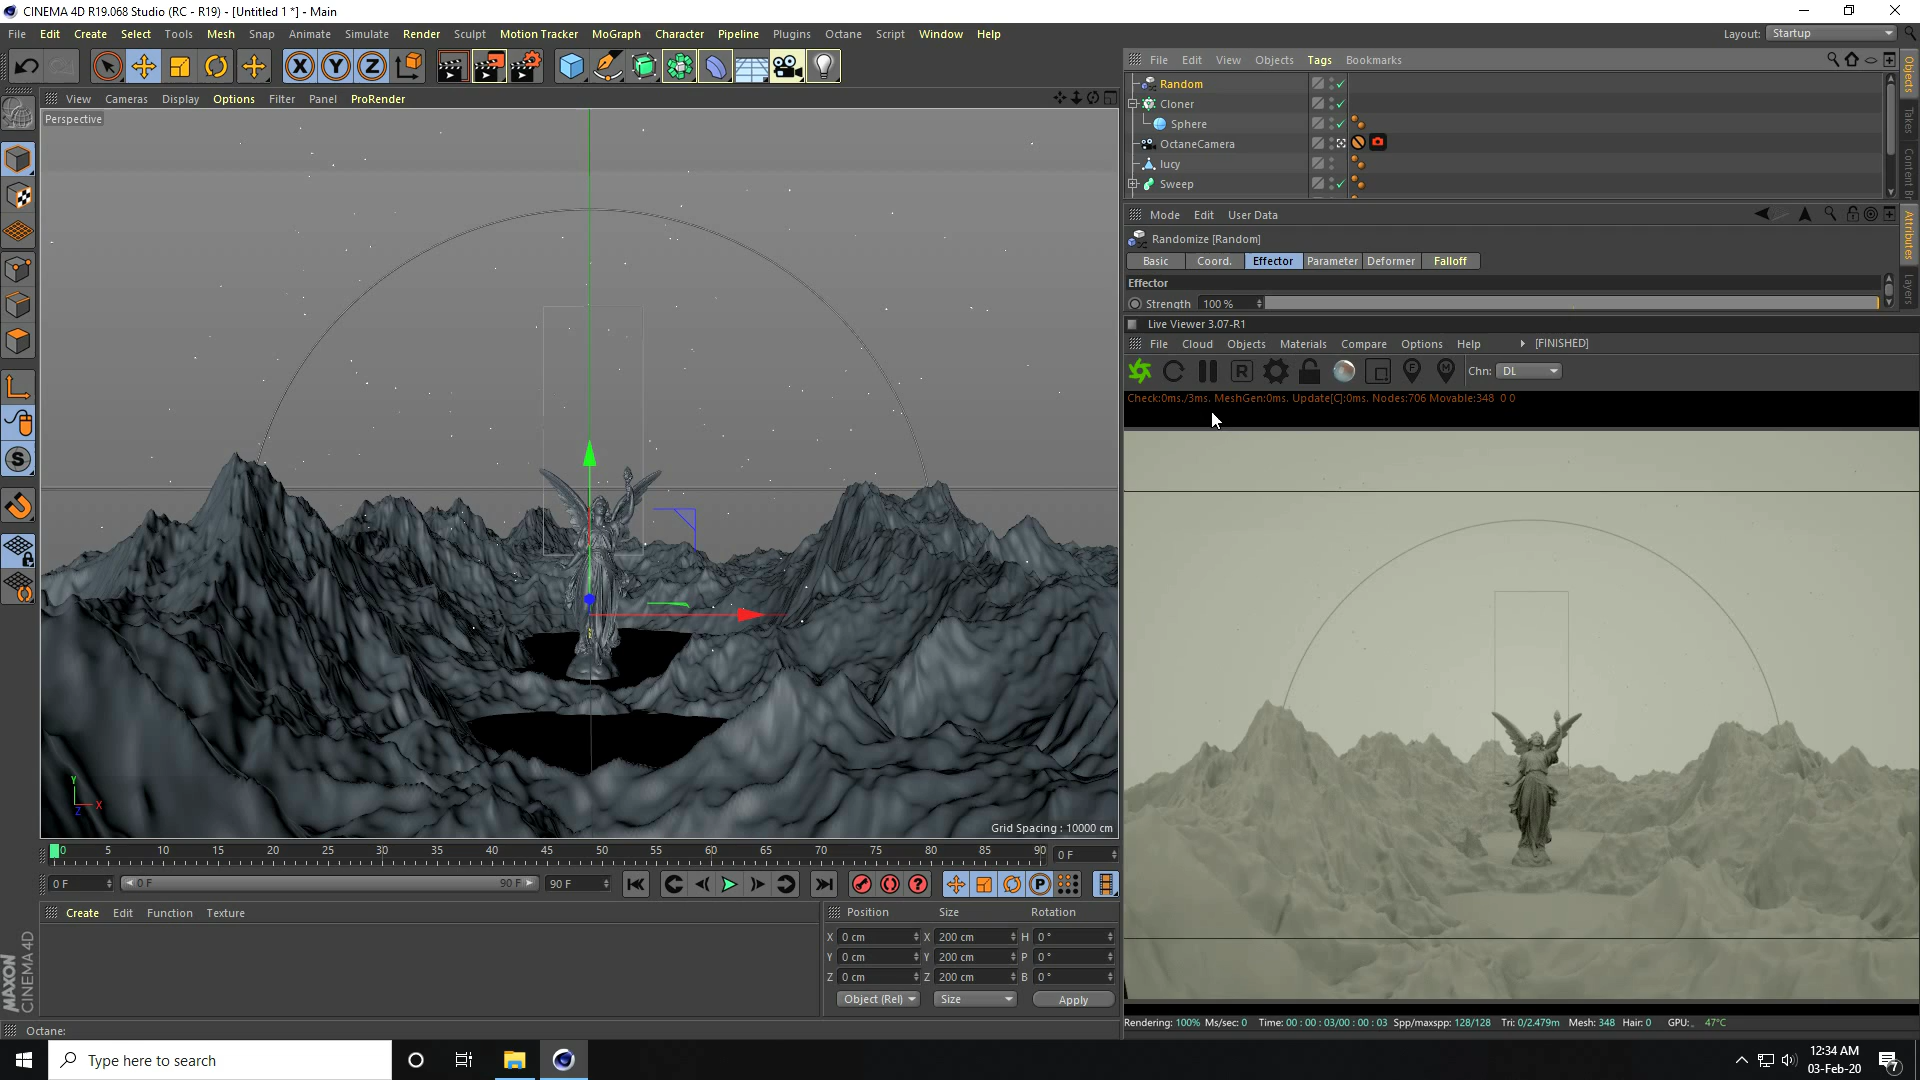 CINEMA 4D R19.068 Studio (RC - R19) - [Untitled 1 *] - Main
File Edit Create Select Tools Mesh Snap Animate Simulate Render Sculpt Motion Tracker MoGraph Character Pipeline Plugins Octane Script Window Help
Layout: Startup
View Cameras Display Options Filter Panel ProRender
Perspective
Grid Spacing : 10000 cm
Y
X
Z
File Edit View Objects Tags Bookmarks
Random
Cloner
Sphere
OctaneCamera
lucy
Sweep
Objects
Takes
Content Br
Mode Edit User Data
Randomize [Random]
Basic Coord. Effector Parameter Deformer Falloff
Effector
Strength 100 %
Attributes
Layers
Live Viewer 3.07-R1
File Cloud Objects Materials Compare Options Help [FINISHED]
Chn: DL
Check:0ms./3ms. MeshGen:0ms. Update[C]:0ms. Nodes:706 Movable:348 0 0
Rendering: 100% Ms/sec: 0 Time: 00 : 00 : 03/00 : 00 : 03 Spp/maxspp: 128/128 Tri: 0/2.479m Mesh: 348 Hair: 0 GPU: 47°C
0 5 10 15 20 25 30 35 40 45 50 55 60 65 70 75 80 85 90 0 F
0 F 0 F 90 F 90 F
Create Edit Function Texture
Position Size Rotation
X 0 cm X 200 cm H 0 °
Y 0 cm Y 200 cm P 0 °
Z 0 cm Z 200 cm B 0 °
Object (Rel) Size Apply
MAXON
CINEMA 4D
Octane:
Type here to search
12:34 AM
03-Feb-20
7